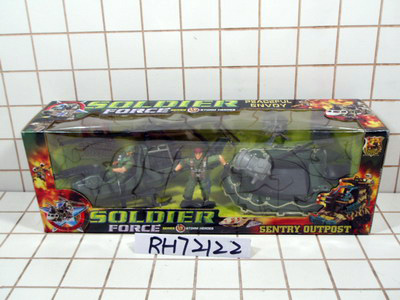 SOLDIER
FORCE
PEACEFUL
ENVOY
SOLDIER
FORCE
SENTRY OUTPOST
RH72122